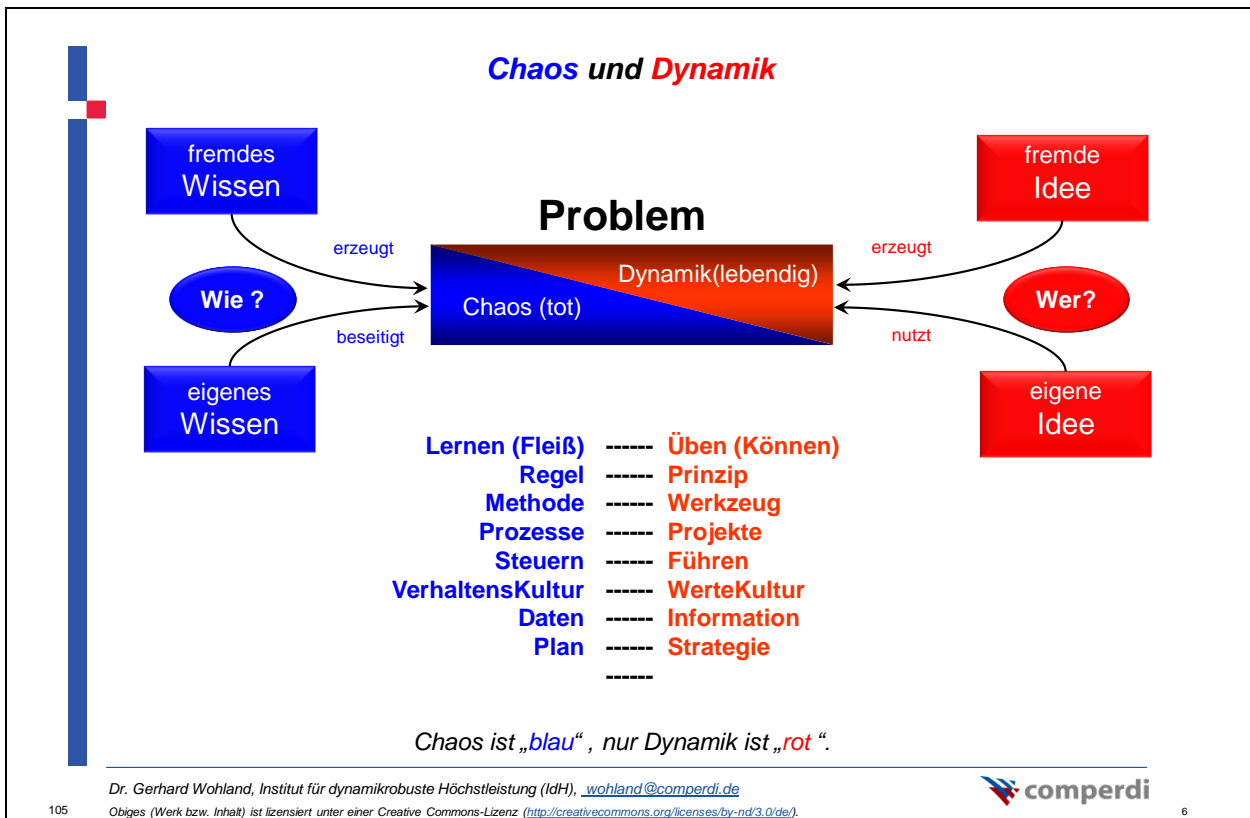 Chaos und Dynamik
fremdes
Wissen
fremde
Idee
Problem
erzeugt
erzeugt
Dynamik(lebendig)
Wie ?
Chaos (tot)
Wer?
beseitigt
nutzt
eigenes
Wissen
eigene
Idee
Lernen (Fleiß) ------ Üben (Können)
Regel ------ Prinzip
Methode ------ Werkzeug
Prozesse ------ Projekte
Steuern ------ Führen
VerhaltensKultur ------ WerteKultur
Daten ------ Information
Plan ------ Strategie
------
Chaos ist „blau“ , nur Dynamik ist „rot “.
Dr. Gerhard Wohland, Institut für dynamikrobuste Höchstleistung (IdH), wohland@comperdi.de
comperdi
105 Obiges (Werk bzw. Inhalt) ist lizensiert unter einer Creative Commons-Lizenz (http://creativecommons.org/licenses/by-nd/3.0/de/). 6